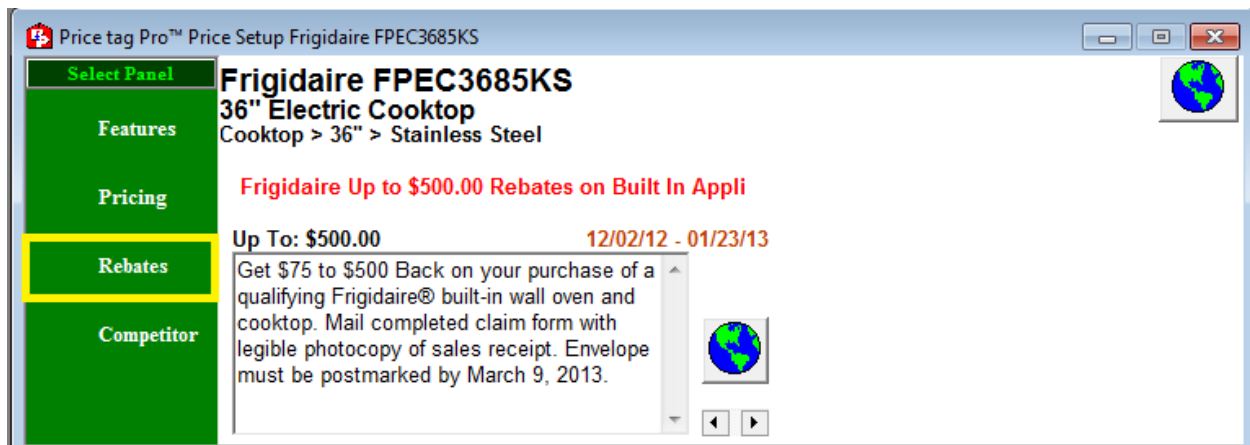 Price tag Pro™ Price Setup Frigidaire FPEC3685KS
Select Panel
Features
Pricing
Rebates
Competitor
Frigidaire FPEC3685KS
36" Electric Cooktop
Cooktop > 36" > Stainless Steel
Frigidaire Up to $500.00 Rebates on Built In Appli
Up To: $500.00 12/02/12 - 01/23/13
Get $75 to $500 Back on your purchase of a
qualifying Frigidaire® built-in wall oven and
cooktop. Mail completed claim form with
legible photocopy of sales receipt. Envelope
must be postmarked by March 9, 2013.